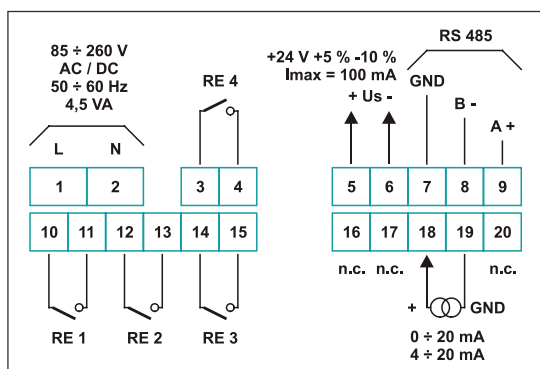 85 ÷ 260 V
AC / DC
50 ÷ 60 Hz
4,5 VA
L N
RE 4
+24 V +5 % -10 %
Imax = 100 mA
+ Us -
RS 485
GND
B -
A +
1 2 3 4 5 6 7 8 9
10 11 12 13 14 15 16 17 18 19 20
n.c. n.c. n.c.
RE 1 RE 2 RE 3
+ GND
0 ÷ 20 mA
4 ÷ 20 mA